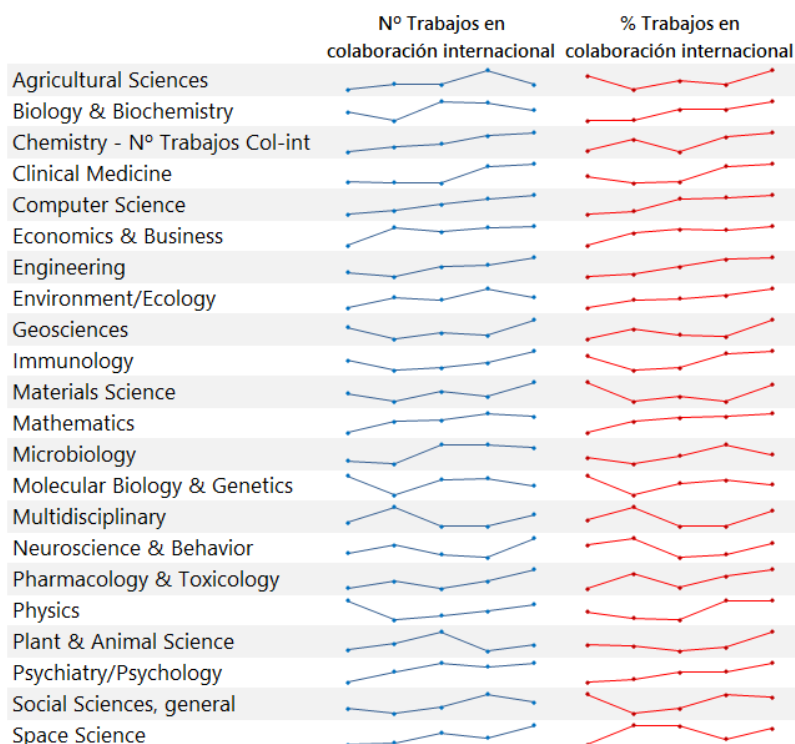 Nº Trabajos en
colaboración internacional
% Trabajos en
colaboración internacional
Agricultural Sciences
Biology & Biochemistry
Chemistry - Nº Trabajos Col-int
Clinical Medicine
Computer Science
Economics & Business
Engineering
Environment/Ecology
Geosciences
Immunology
Materials Science
Mathematics
Microbiology
Molecular Biology & Genetics
Multidisciplinary
Neuroscience & Behavior
Pharmacology & Toxicology
Physics
Plant & Animal Science
Psychiatry/Psychology
Social Sciences, general
Space Science